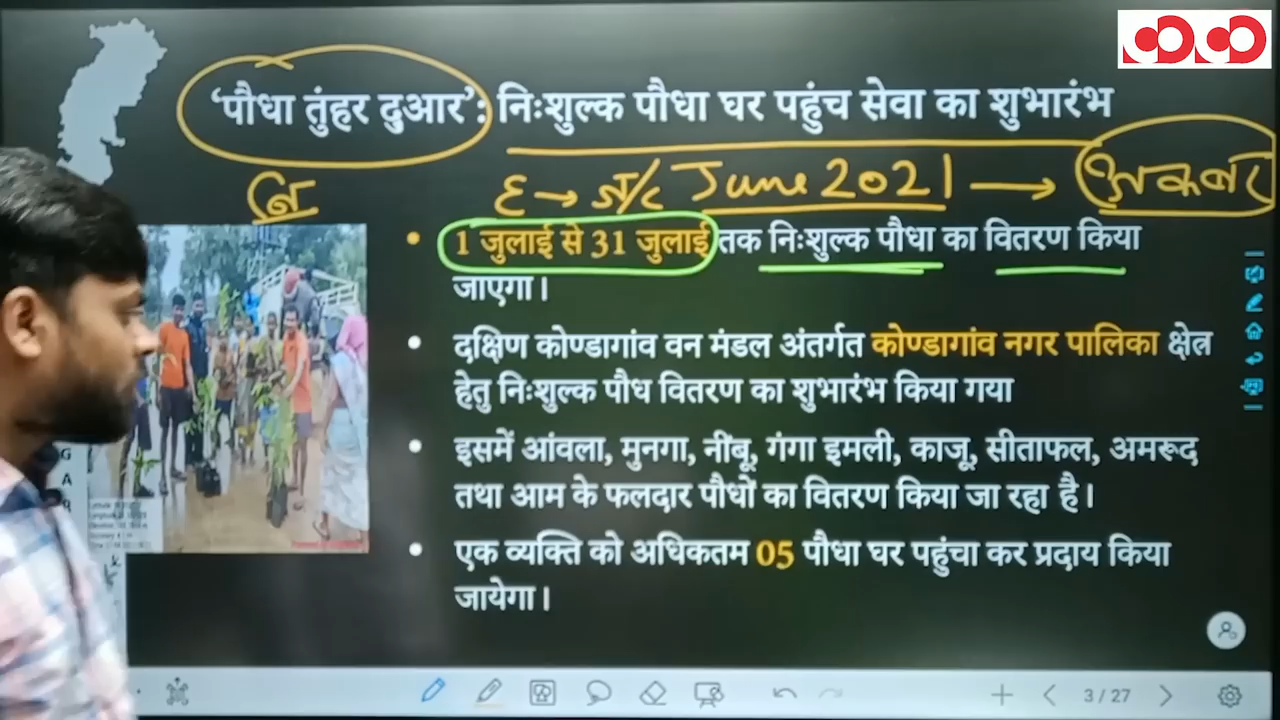 'पौधा तुंहर दुआर': निःशुल्क पौधा घर पहुंच सेवा का शुभारंभ
June 2021 → अकबर
• 1 जुलाई से 31 जुलाई तक निःशुल्क पौधा का वितरण किया
जाएगा।
• दक्षिण कोण्डागांव वन मंडल अंतर्गत कोण्डागांव नगर पालिका क्षेत्र
हेतु निःशुल्क पौध वितरण का शुभारंभ किया गया
• इसमें आंवला, मुनगा, नींबू, गंगा इमली, काजू, सीताफल, अमरूद
तथा आम के फलदार पौधों का वितरण किया जा रहा है।
• एक व्यक्ति को अधिकतम 05 पौधा घर पहुंचा कर प्रदाय किया
जायेगा।
G
A
R
3 / 27